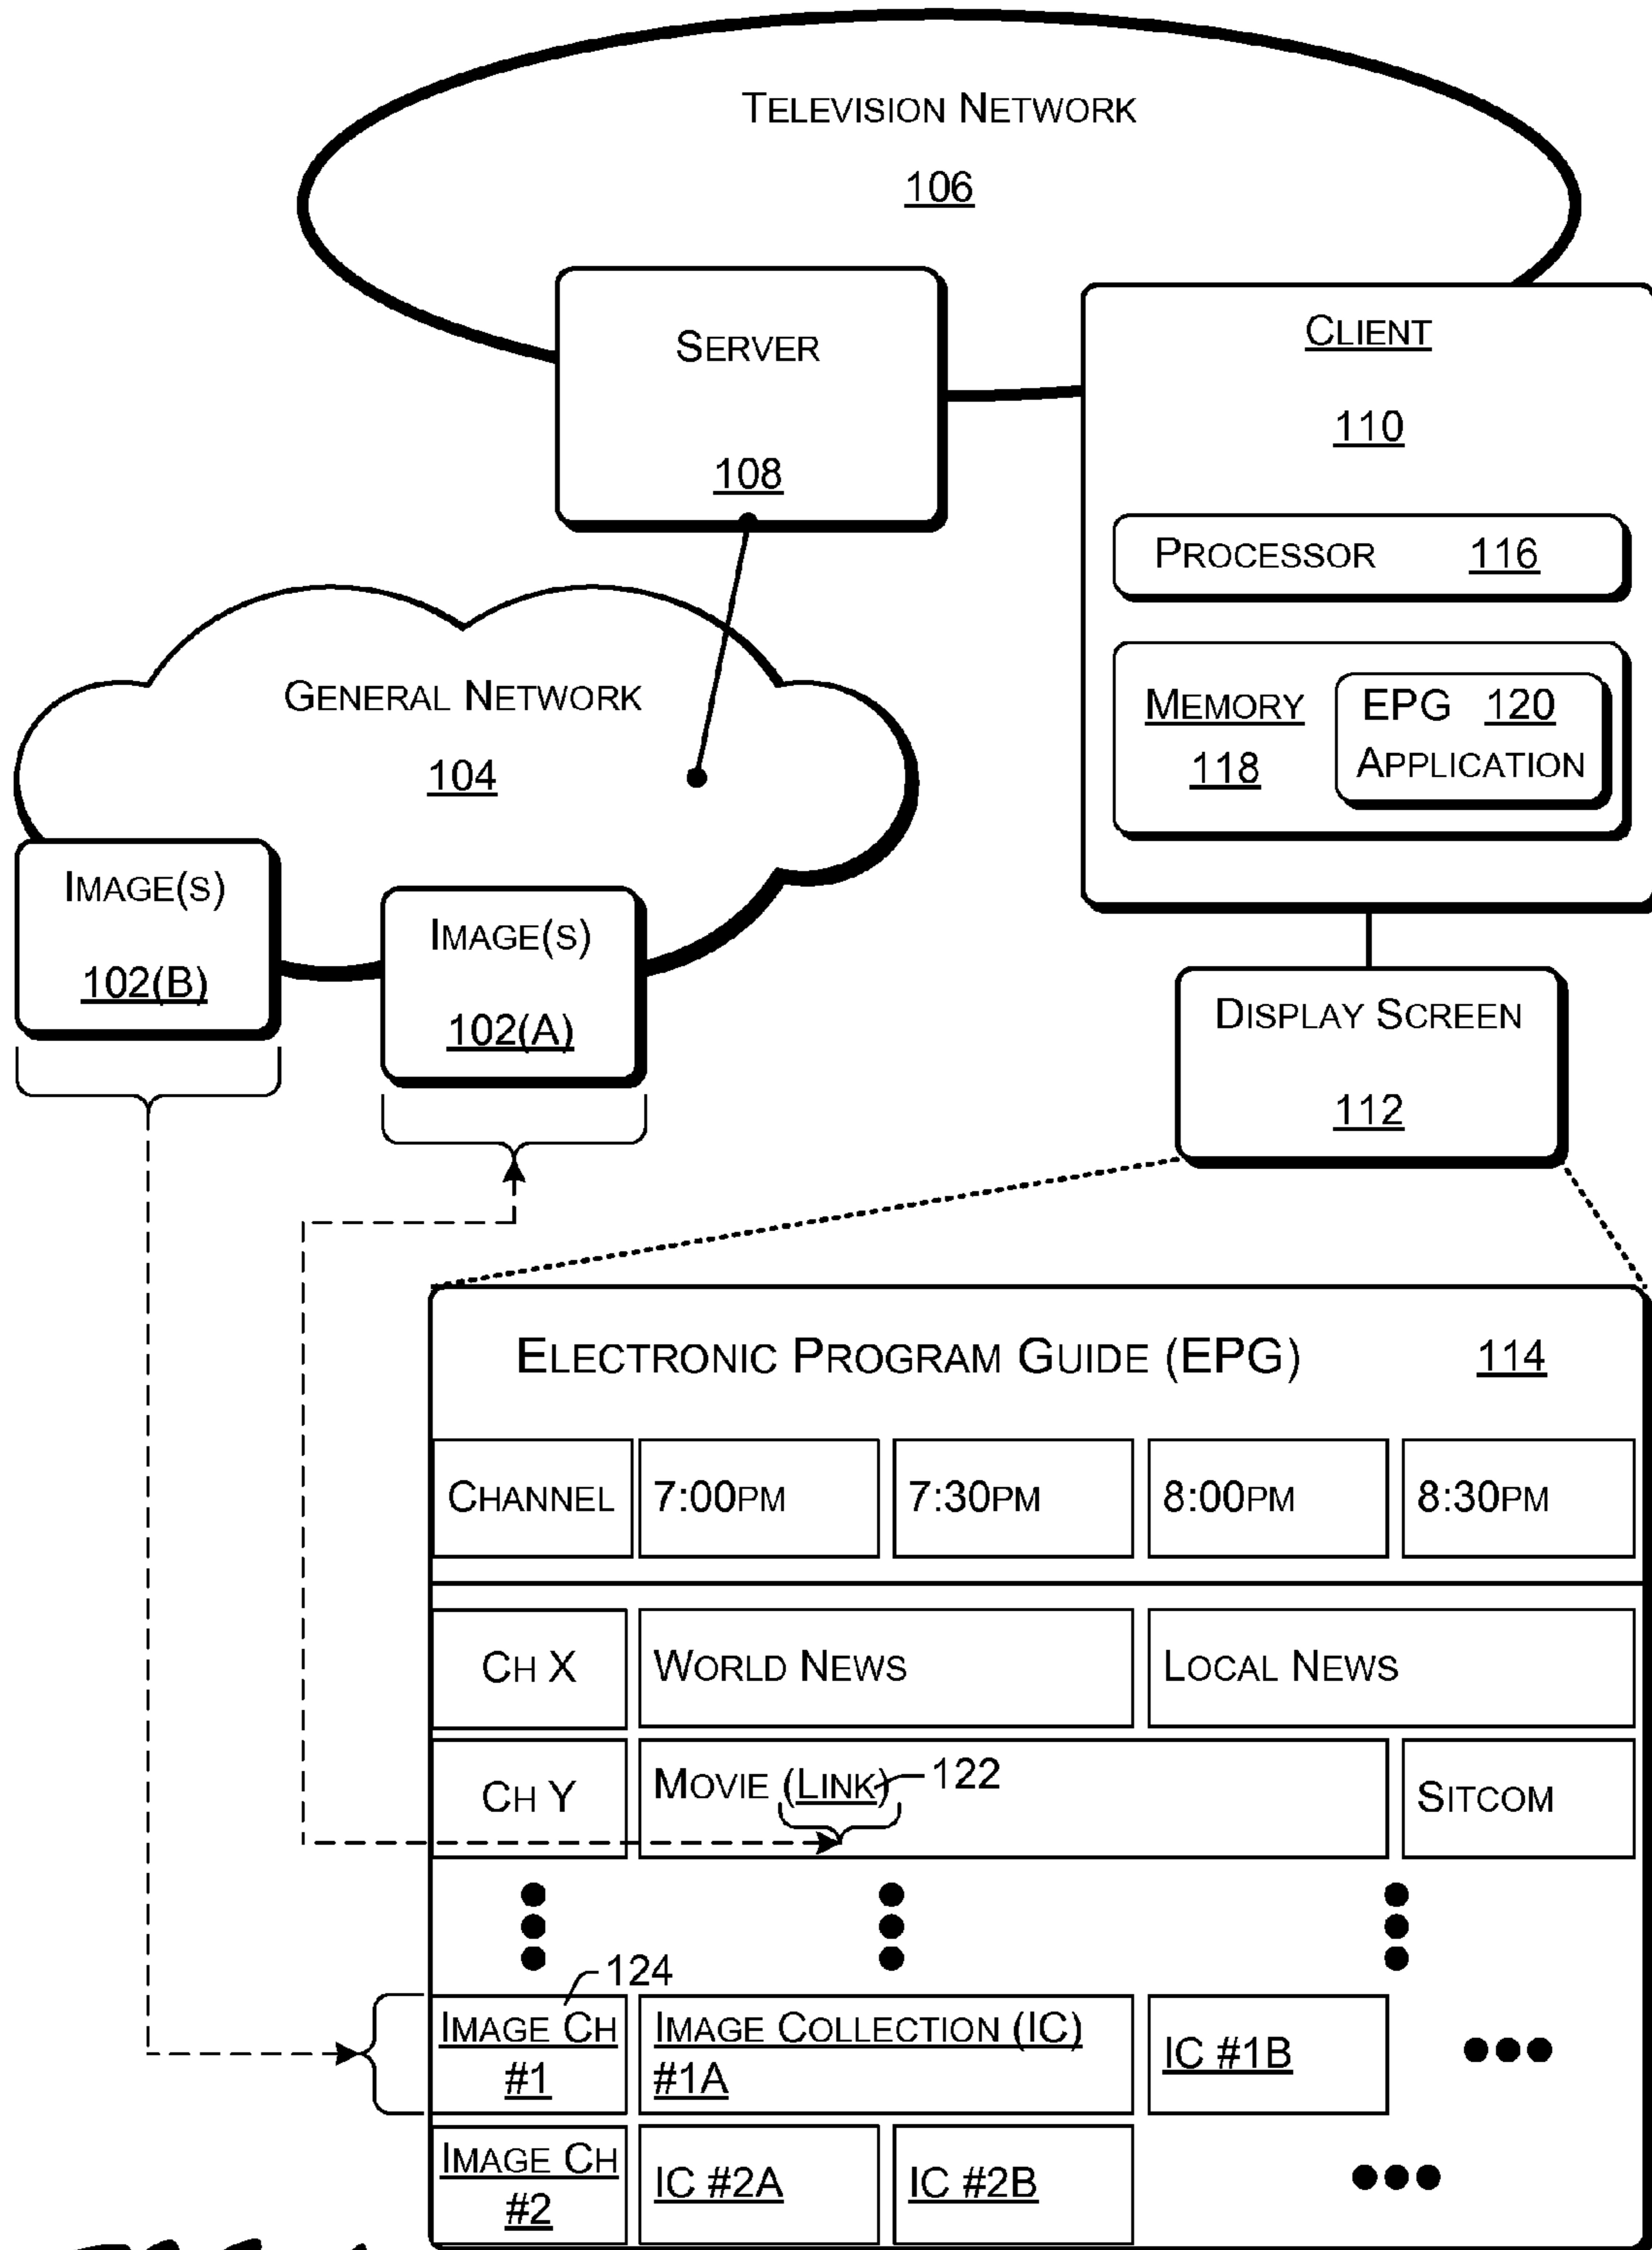 TELEVISION NETWORK
106
SERVER
108
CLIENT
110
PROCESSOR 116
MEMORY
118
EPG 120
APPLICATION
GENERAL NETWORK
104
IMAGE(S)
102(B)
IMAGE(S)
102(A)
DISPLAY SCREEN
112
ELECTRONIC PROGRAM GUIDE (EPG) 114
CHANNEL 7:00PM 7:30PM 8:00PM 8:30PM
CH X WORLD NEWS LOCAL NEWS
CH Y MOVIE (LINK) 122 SITCOM
124
IMAGE CH
#1
IMAGE COLLECTION (IC)
#1A
IC #1B
IMAGE CH
#2
IC #2A IC #2B